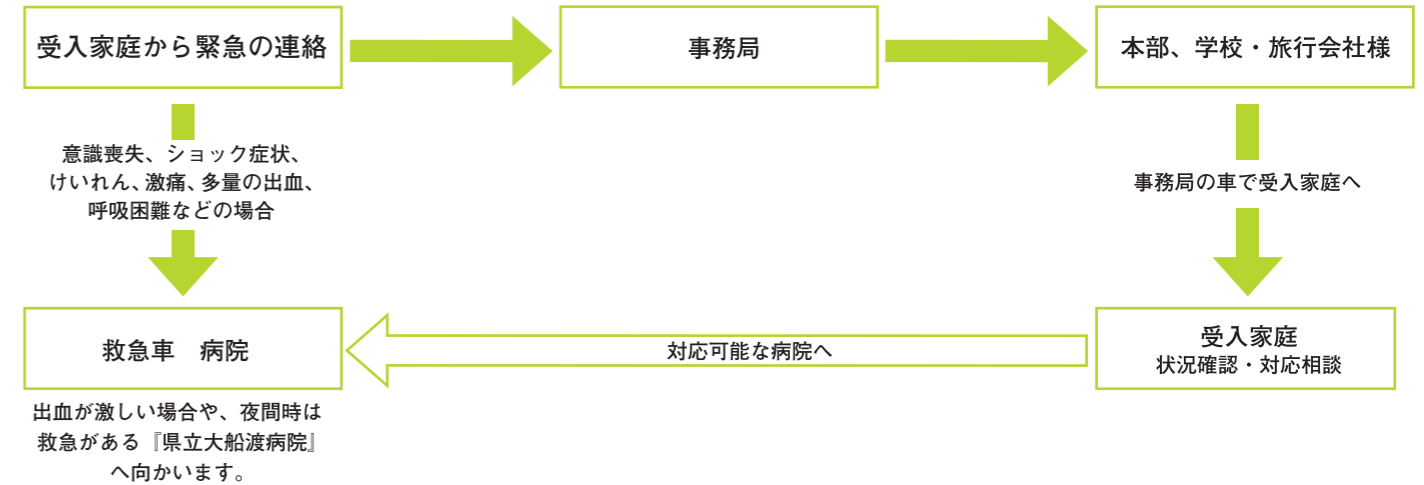 受入家庭から緊急の連絡
事務局
本部、学校・旅行会社様
意識喪失、ショック症状、
けいれん、激痛、多量の出血、
呼吸困難などの場合
事務局の車で受入家庭へ
救急車　病院
対応可能な病院へ
受入家庭
状況確認・対応相談
出血が激しい場合や、夜間時は
救急がある『県立大船渡病院』
へ向かいます。